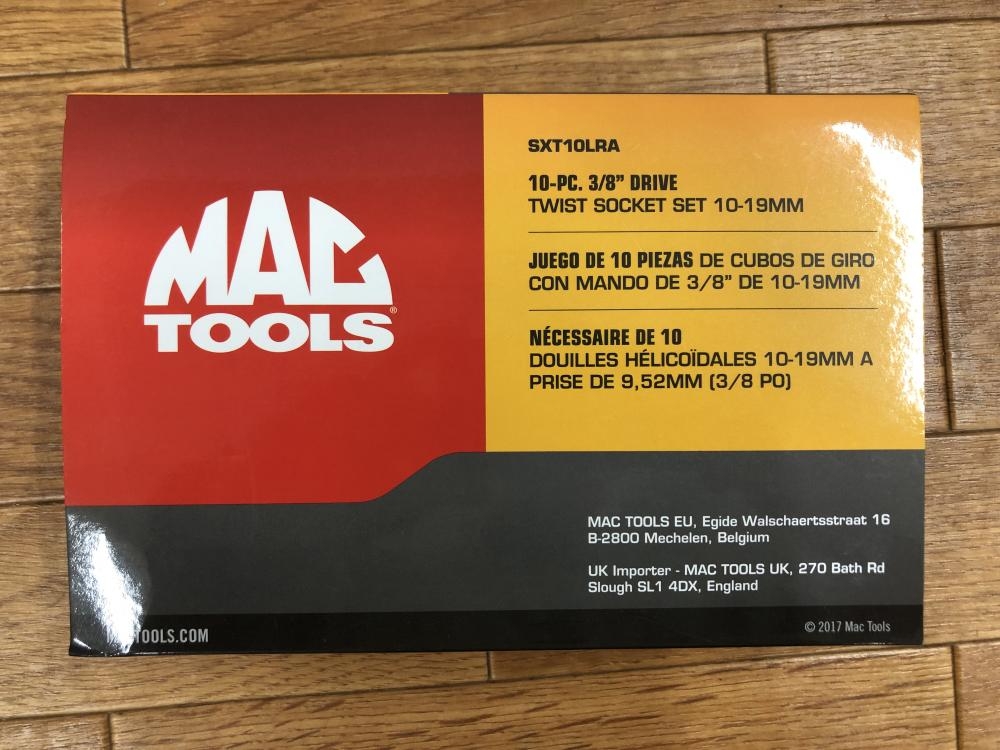 MAC
TOOLS®
SXT10LRA
10-PC. 3/8” DRIVE
TWIST SOCKET SET 10-19MM
JUEGO DE 10 PIEZAS DE CUBOS DE GIRO
CON MANDO DE 3/8” DE 10-19MM
NÉCESSAIRE DE 10
DOUILLES HÉLICOÏDALES 10-19MM A
PRISE DE 9,52MM (3/8 PO)
MAC TOOLS EU, Egide Walschaertsstraat 16
B-2800 Mechelen, Belgium
UK Importer - MAC TOOLS UK, 270 Bath Rd
Slough SL1 4DX, England
TOOLS.COM
© 2017 Mac Tools